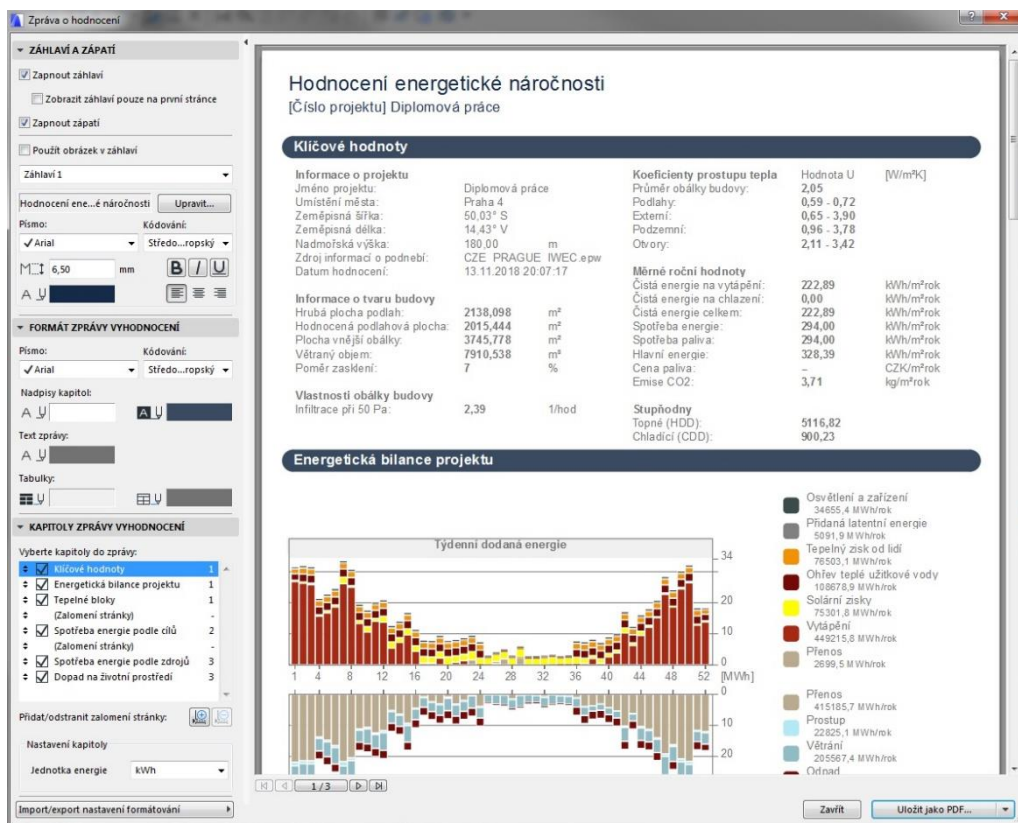 Zpráva o hodnocení
ZÁHLAVÍ A ZÁPATÍ
Zapnout záhlaví
Zobrazit záhlaví pouze na první stránce
Zapnout zápatí
Použít obrázek v záhlaví
Záhlaví 1
Hodnocení ene...é náročnosti Upravit...
Písmo: Kódování:
Arial Středo...ropský
6,50 mm B I U
FORMÁT ZPRÁVY VYHODNOCENÍ
Písmo: Kódování:
Arial Středo...ropský
Nadpisy kapitol:
Text zprávy:
Tabulky:
KAPITOLY ZPRÁVY VYHODNOCENÍ
Vyberte kapitoly do zprávy:
Klíčové hodnoty 1
Energetická bilance projektu 1
Tepelné bloky 1
(Zalomení stránky) -
Spotřeba energie podle cílů 2
(Zalomení stránky) -
Spotřeba energie podle zdrojů 3
Dopad na životní prostředí 3
Přidat/odstranit zalomení stránky:
Nastavení kapitoly
Jednotka energie kWh
Import/export nastavení formátování
Hodnocení energetické náročnosti
[Číslo projektu] Diplomová práce
Klíčové hodnoty
Informace o projektu
Jméno projektu: Diplomová práce
Umístění města: Praha 4
Zeměpisná šířka: 50,03° S
Zeměpisná délka: 14,43° V
Nadmořská výška: 180,00 m
Zdroj informací o podnebí: CZE_PRAGUE_IWEC.epw
Datum hodnocení: 13.11.2018 20:07:17
Informace o tvaru budovy
Hrubá plocha podlah: 2138,098 m²
Hodnocená podlahová plocha: 2015,444 m²
Plocha vnější obálky: 3745,778 m²
Větraný objem: 7910,538 m³
Poměr zasklení: 7 %
Vlastnosti obálky budovy
Infiltrace při 50 Pa: 2,39 1/hod
Koeficienty prostupu tepla Hodnota U [W/m²K]
Průměr obálky budovy: 2,05
Podlahy: 0,59 - 0,72
Externí: 0,65 - 3,90
Podzemní: 0,96 - 3,78
Otvory: 2,11 - 3,42
Měrné roční hodnoty
Čistá energie na vytápění: 222,89 kWh/m²rok
Čistá energie na chlazení: 0,00 kWh/m²rok
Čistá energie celkem: 222,89 kWh/m²rok
Spotřeba energie: 294,00 kWh/m²rok
Spotřeba paliva: 294,00 kWh/m²rok
Hlavní energie: 328,39 kWh/m²rok
Cena paliva: – CZK/m²rok
Emise CO2: 3,71 kg/m²rok
Stupňodny
Topné (HDD): 5116,82
Chladící (CDD): 900,23
Energetická bilance projektu
Týdenní dodaná energie
34
20
10
0
1 4 8 12 16 20 24 28 32 36 40 44 48 52 [MWh]
0
10
20
Osvětlení a zařízení
34655,4 MWh/rok
Přidaná latentní energie
5091,9 MWh/rok
Tepelný zisk od lidí
76503,1 MWh/rok
Ohřev teplé užitkové vody
108678,9 MWh/rok
Solární zisky
75301,8 MWh/rok
Vytápění
449215,8 MWh/rok
Přenos
2699,5 MWh/rok
Přenos
415185,7 MWh/rok
Prostup
22825,1 MWh/rok
Větrání
205567,4 MWh/rok
Odpad
1/3
Zavřít Uložit jako PDF...